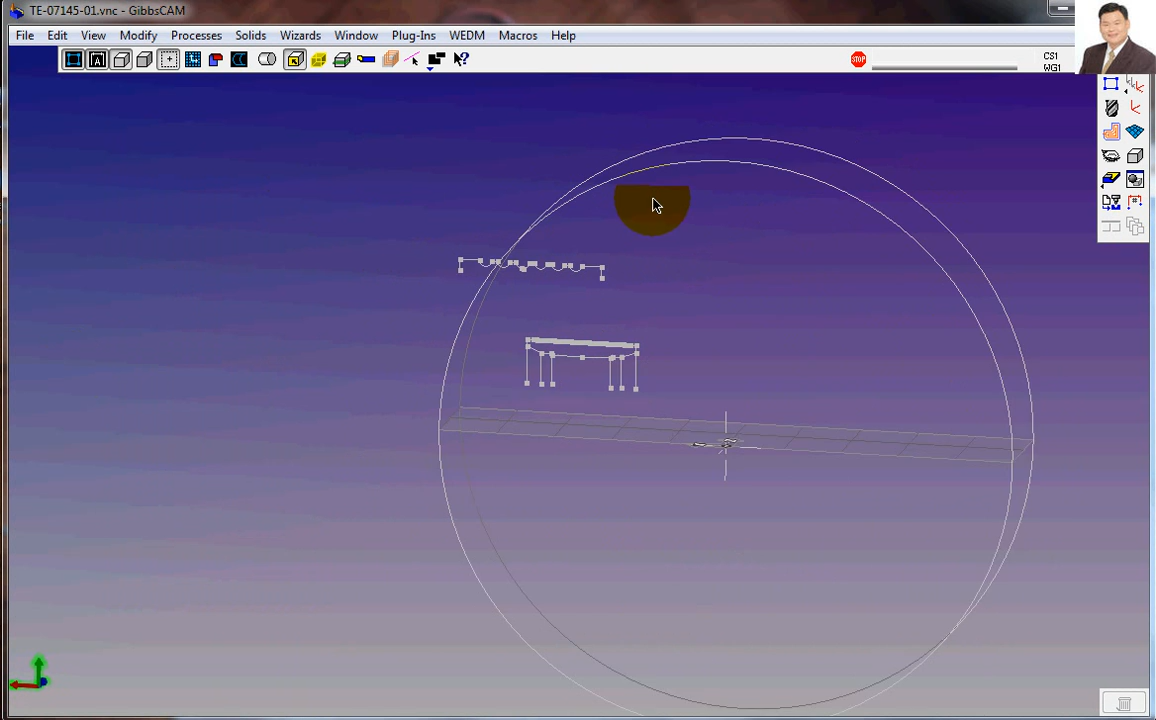 TE-07145-01.vnc - GibbsCAM
File Edit View Modify Processes Solids Wizards Window Plug-Ins WEDM Macros Help
A STOP CS1
WG1